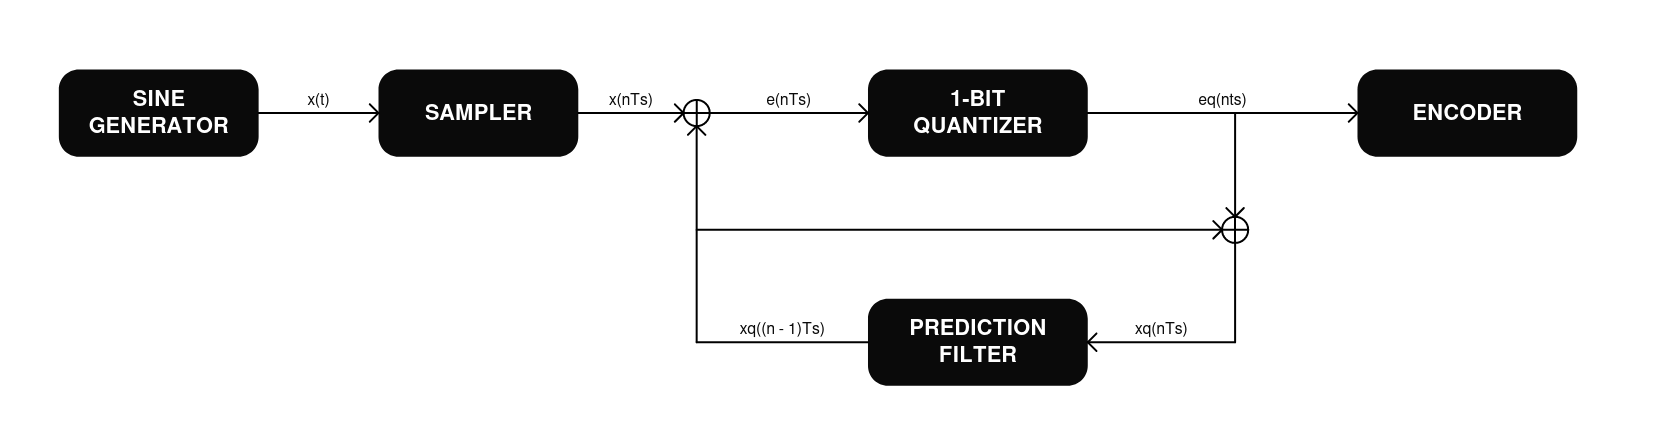 SINE
GENERATOR
x(t)
SAMPLER
x(nTs)
e(nTs)
1-BIT
QUANTIZER
eq(nts)
ENCODER
xq((n - 1)Ts)
PREDICTION
FILTER
xq(nTs)